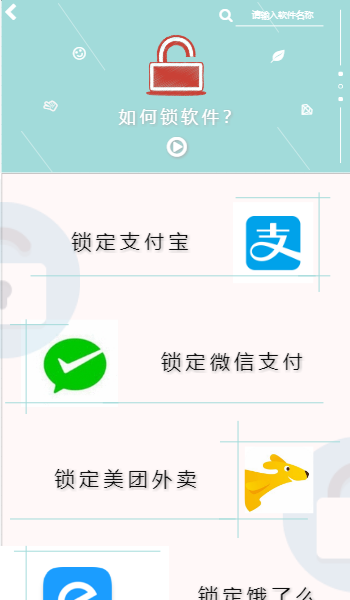 请输入软件名称
如何锁软件？
锁定支付宝
支
锁定微信支付
锁定美团外卖
锁定饿了么